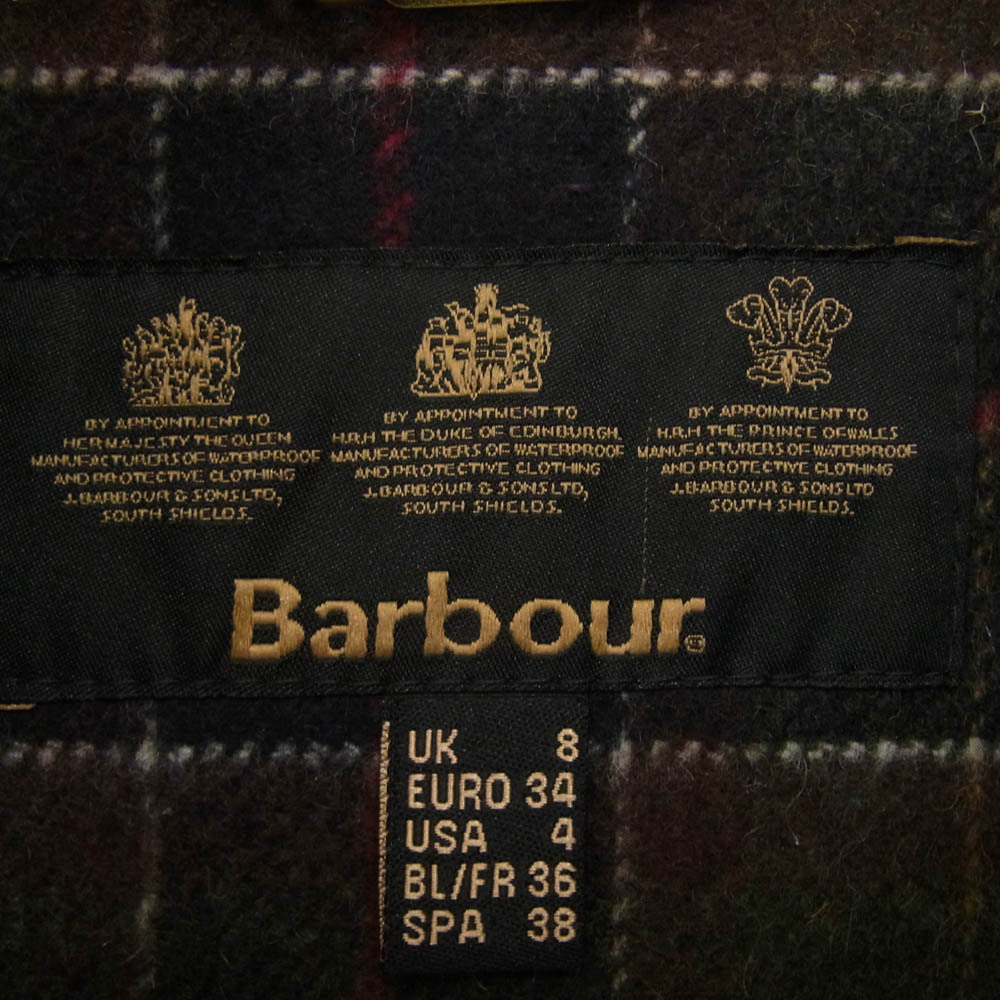 BY APPOINTMENT TO
HER MAJESTY THE QUEEN
MANUFACTURERS OF WATERPROOF
AND PROTECTIVE CLOTHING
J.BARBOUR & SONS LTD,
SOUTH SHIELDS.
BY APPOINTMENT TO
H.R.H THE DUKE OF EDINBURGH
MANUFACTURERS OF WATERPROOF
AND PROTECTIVE CLOTHING
J.BARBOUR & SONS LTD,
SOUTH SHIELDS.
BY APPOINTMENT TO
H.R.H THE PRINCE OF WALES
MANUFACTURERS OF WATERPROOF
AND PROTECTIVE CLOTHING
J.BARBOUR & SONS LTD
SOUTH SHIELDS.
Barbour®
UK 8
EURO 34
USA 4
BL/FR 36
SPA 38